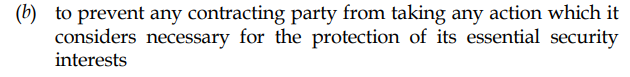 (b) to prevent any contracting party from taking any action which it
considers necessary for the protection of its essential security
interests